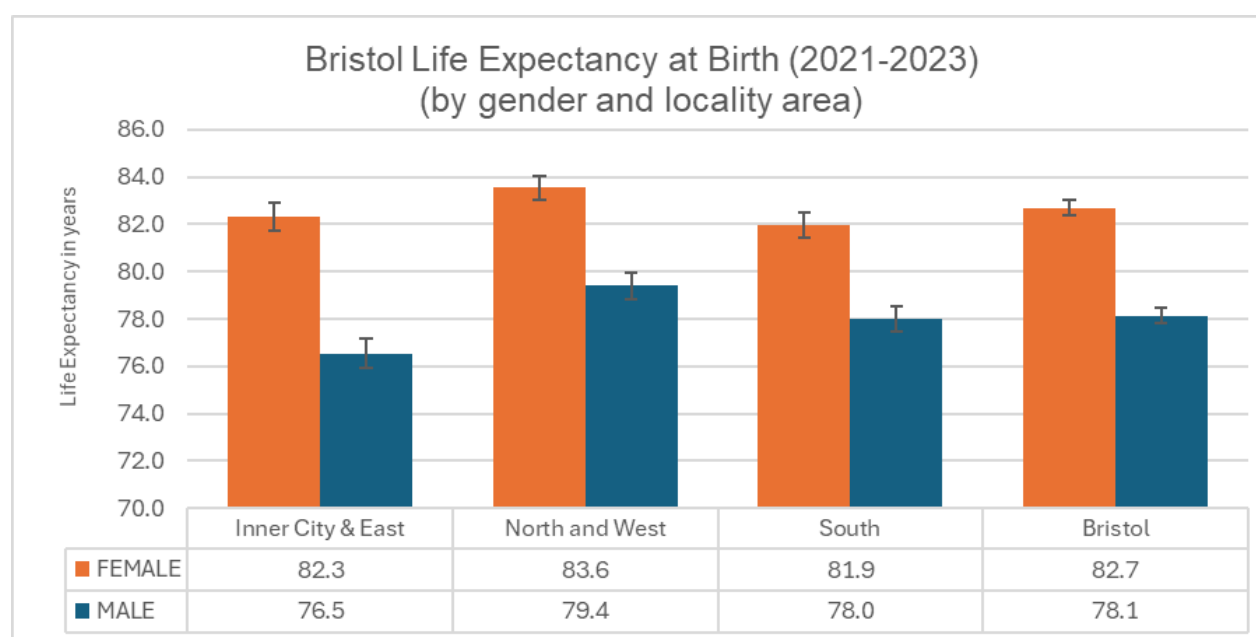 Bristol Life Expectancy at Birth (2021-2023)
(by gender and locality area)
Life Expectancy in years
86.0
84.0
82.0
80.0
78.0
76.0
74.0
72.0
70.0
Inner City & East North and West South Bristol
FEMALE 82.3 83.6 81.9 82.7
MALE 76.5 79.4 78.0 78.1